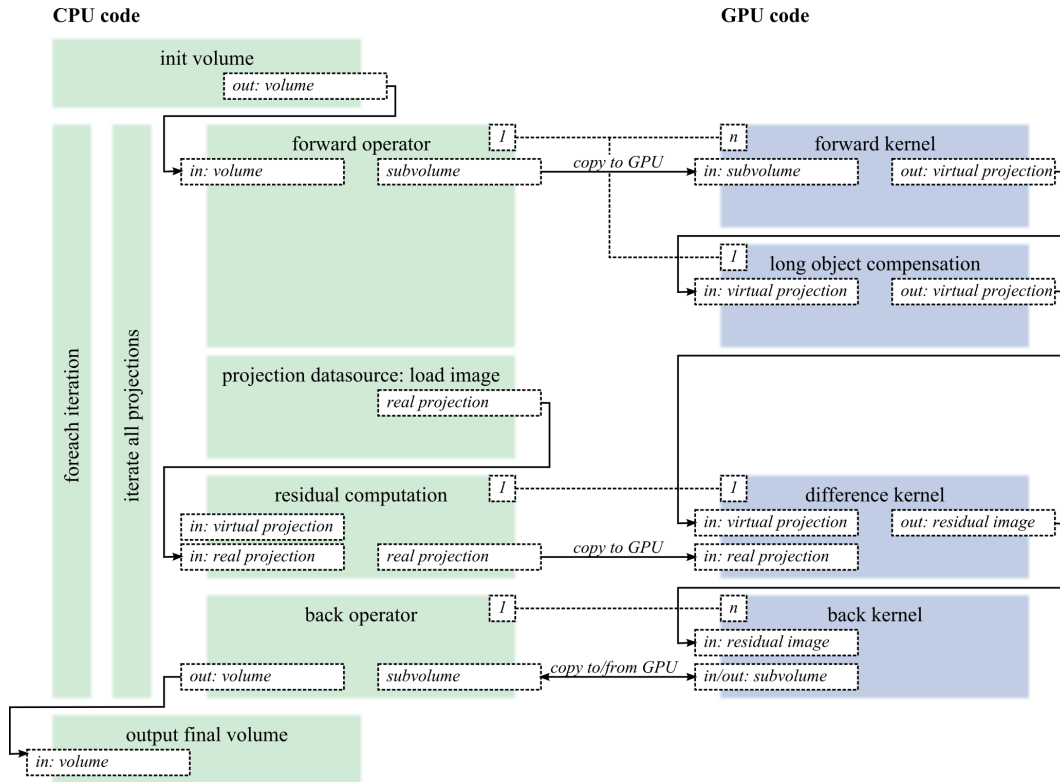 CPU code
GPU code
init volume
out: volume
forward operator
1
n
forward kernel
in: volume
subvolume
copy to GPU
in: subvolume
out: virtual projection
1
long object compensation
in: virtual projection
out: virtual projection
foreach iteration
iterate all projections
projection datasource: load image
real projection
residual computation
1
1
difference kernel
in: virtual projection
in: virtual projection
out: residual image
in: real projection
real projection
copy to GPU
in: real projection
back operator
1
n
back kernel
in: residual image
out: volume
subvolume
copy to/from GPU
in/out: subvolume
output final volume
in: volume